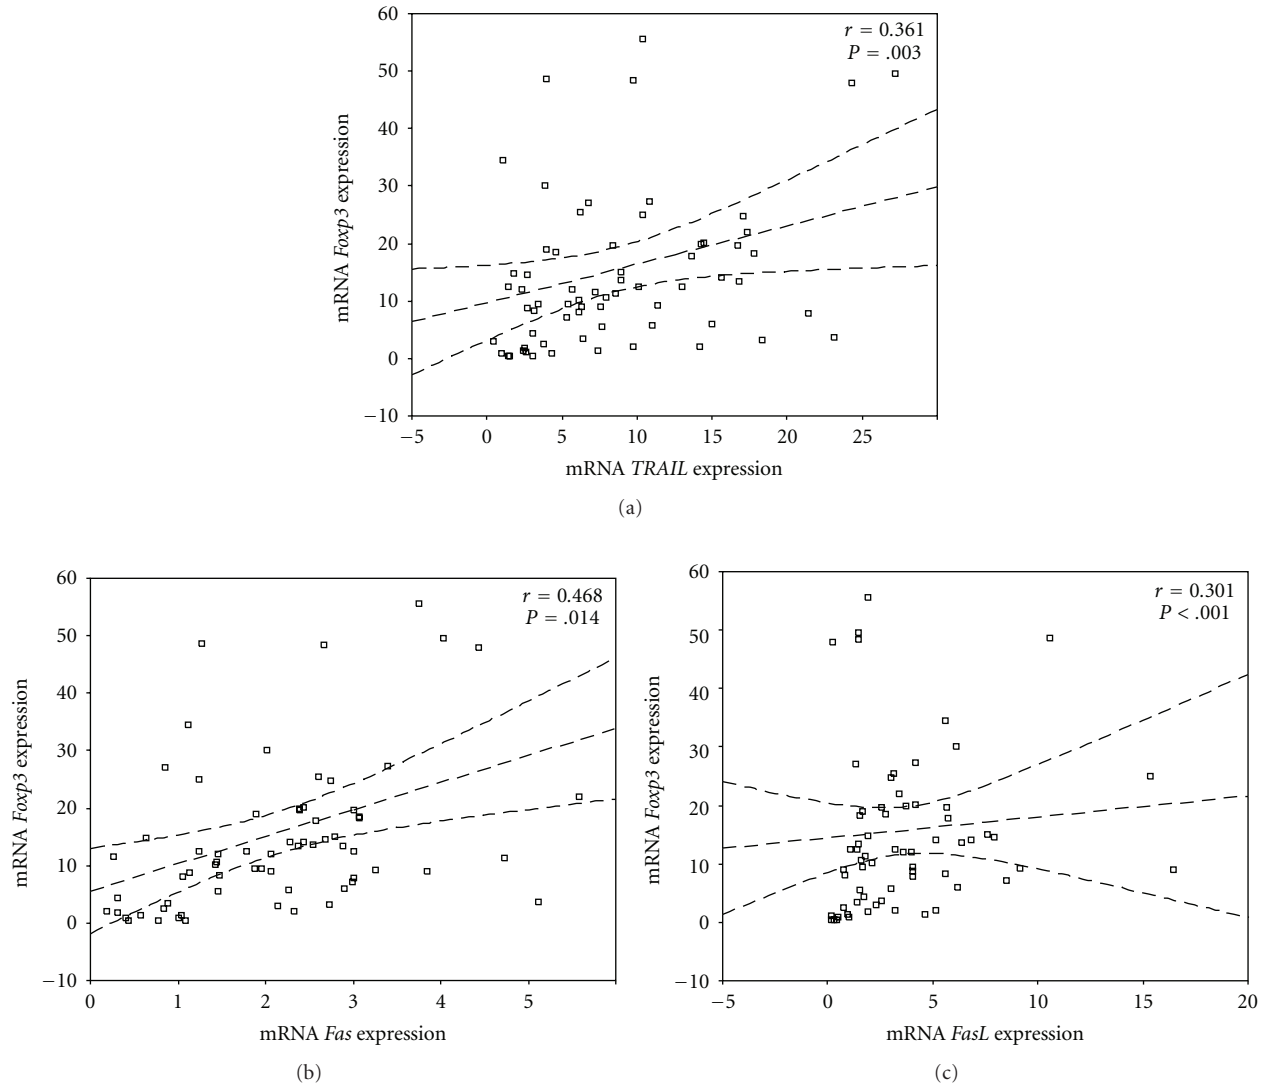 60
50
40
30
20
10
0
−10
mRNA Foxp3 expression
r = 0.361
P = .003
−5 0 5 10 15 20 25
mRNA TRAIL expression
(a)
60
50
40
30
20
10
0
−10
mRNA Foxp3 expression
r = 0.468
P = .014
0 1 2 3 4 5
mRNA Fas expression
(b)
60
50
40
30
20
10
0
−10
mRNA Foxp3 expression
r = 0.301
P < .001
−5 0 5 10 15 20
mRNA FasL expression
(c)